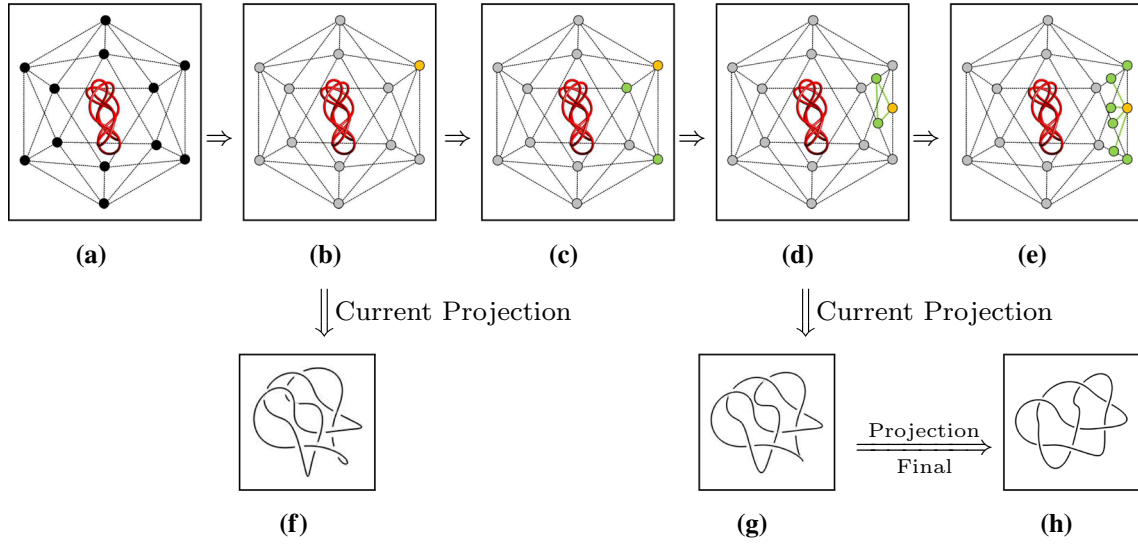 ⇒ ⇒ ⇒ ⇒
(a) (b) (c) (d) (e)
Current Projection Current Projection
Projection
Final
(f) (g) (h)